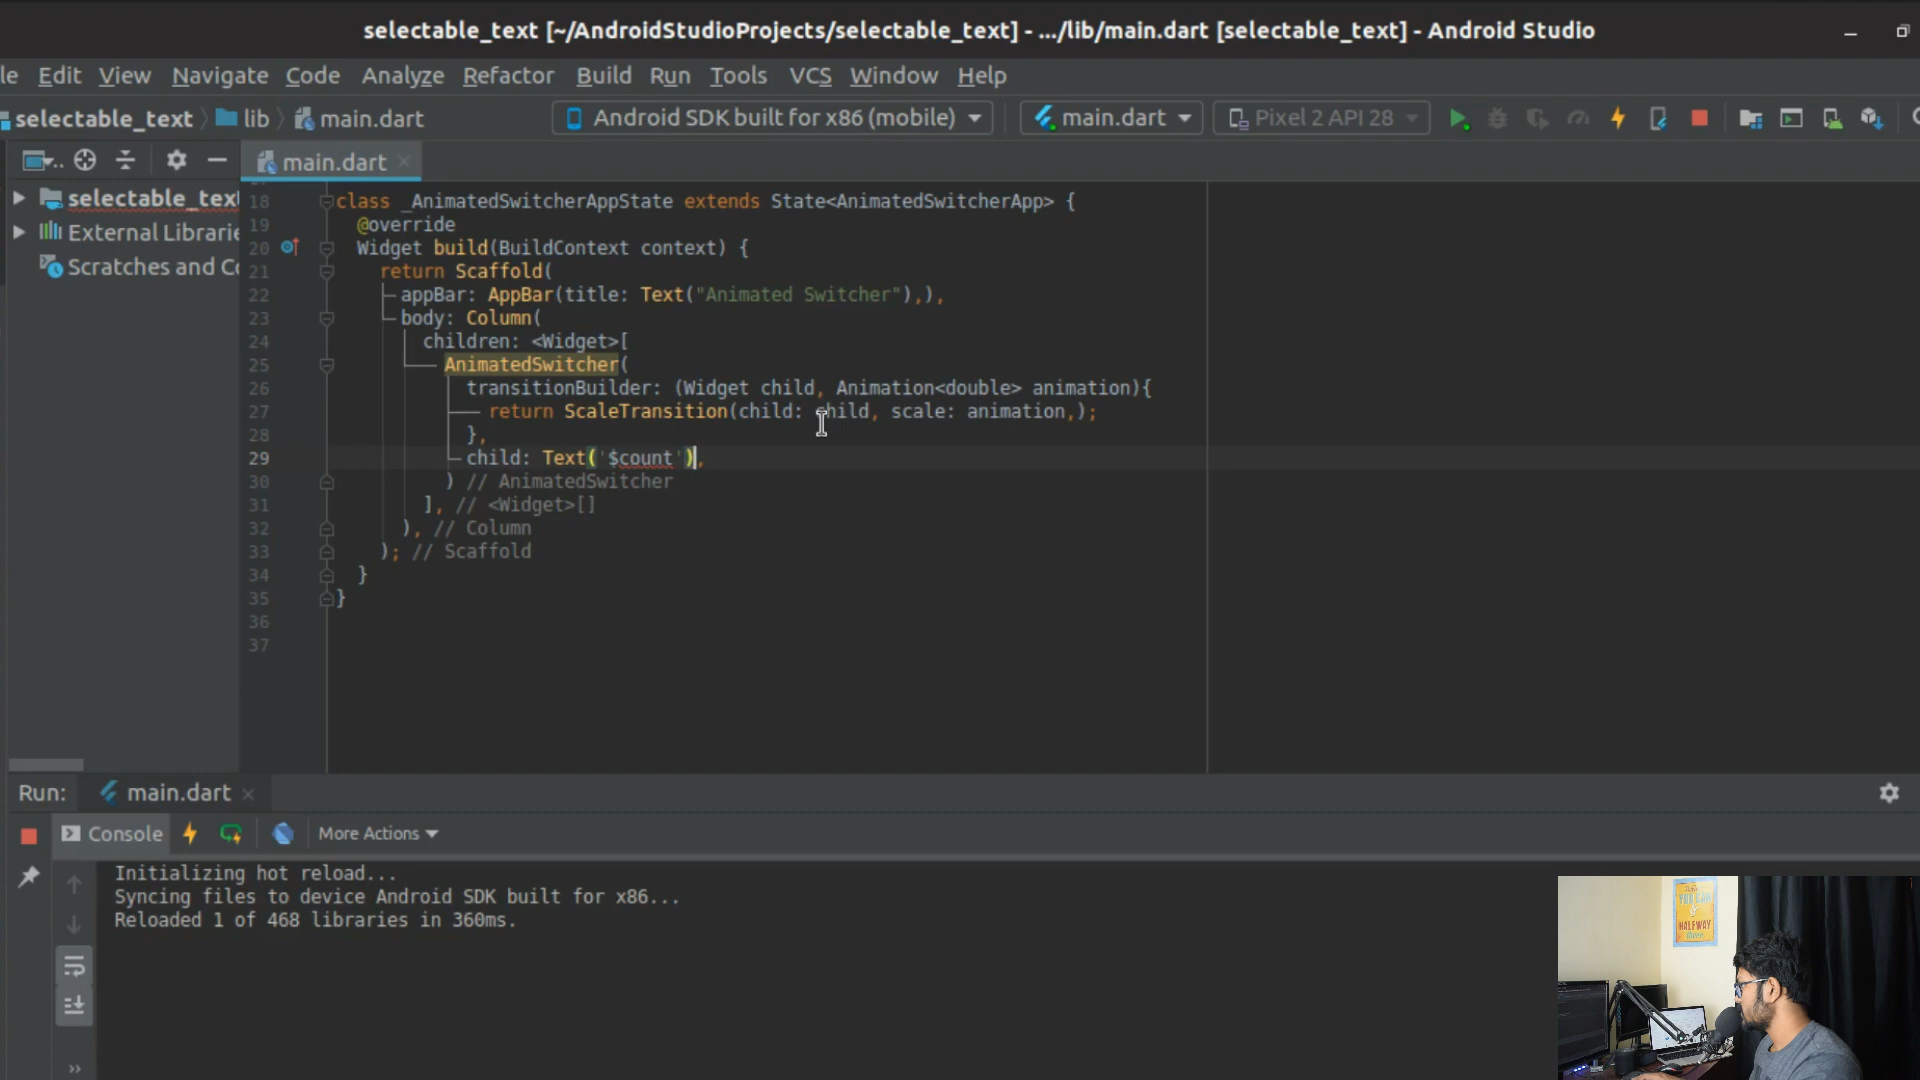 selectable_text [~/AndroidStudioProjects/selectable_text] - .../lib/main.dart [selectable_text] - Android Studio
le Edit View Navigate Code Analyze Refactor Build Run Tools VCS Window Help
selectable_text lib main.dart Android SDK built for x86 (mobile) main.dart Pixel 2 API 28
main.dart
selectable_tex
External Librarie
Scratches and Co
18 class _AnimatedSwitcherAppState extends State<AnimatedSwitcherApp> {
19 @override
20 Widget build(BuildContext context) {
21 return Scaffold(
22 appBar: AppBar(title: Text("Animated Switcher"),),
23 body: Column(
24 children: <Widget>[
25 AnimatedSwitcher(
26 transitionBuilder: (Widget child, Animation<double> animation){
27 return ScaleTransition(child: child, scale: animation,);
28 },
29 child: Text('$count'),
30 ) // AnimatedSwitcher
31 ], // <Widget>[]
32 ), // Column
33 ); // Scaffold
34 }
35 }
36
37
Run: main.dart
Console More Actions
Initializing hot reload...
Syncing files to device Android SDK built for x86...
Reloaded 1 of 468 libraries in 360ms.
YOU CAN
&
HALFWAY
there